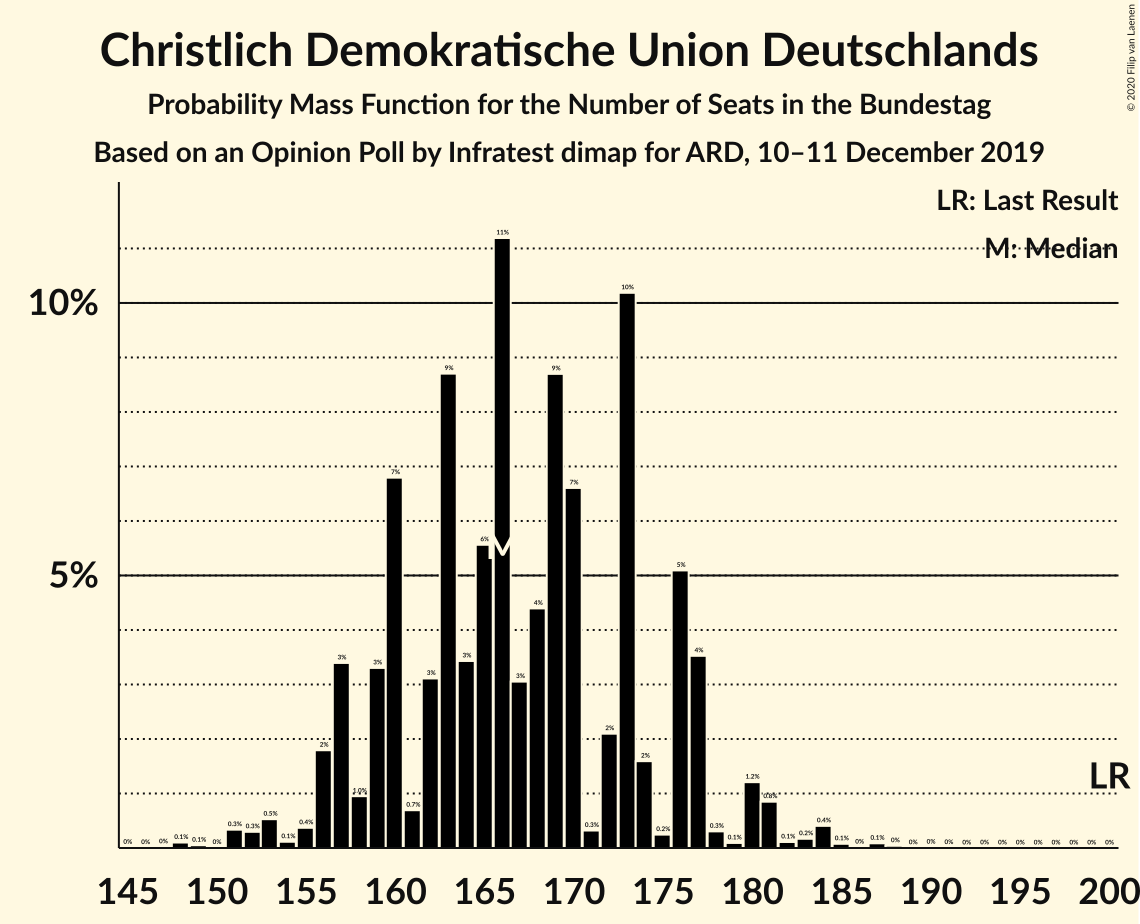 Christlich Demokratische Union Deutschlands
Probability Mass Function for the Number of Seats in the Bundestag
Based on an Opinion Poll by Infratest dimap for ARD, 10–11 December 2019
© 2020 Filip van Laenen
LR: Last Result
M: Median
10%
5%
0% 0% 0% 0.1% 0.1% 0% 0.3% 0.3% 0.5% 0.1% 0.4% 2% 3% 1.0% 3% 7% 0.7% 3% 9% 3% 6% 11% 3% 4% 9% 7% 0.3% 2% 10% 2% 0.2% 5% 4% 0.3% 0.1% 1.2% 0.8% 0.1% 0.2% 0.4% 0.1% 0% 0.1% 0% 0% 0% 0% 0% 0% 0% 0% 0% 0% 0% 0% 0%
LR
145 150 155 160 165 170 175 180 185 190 195 200